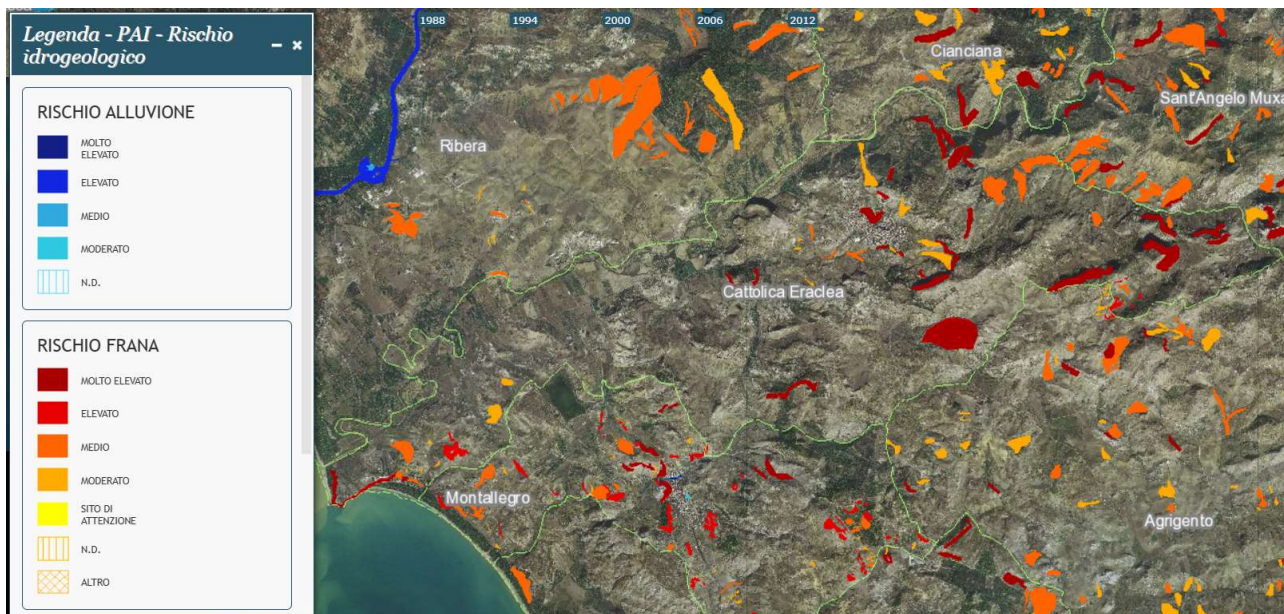 Legenda - PAI - Rischio
idrogeologico
RISCHIO ALLUVIONE
MOLTO
ELEVATO
ELEVATO
MEDIO
MODERATO
N.D.
RISCHIO FRANA
MOLTO ELEVATO
ELEVATO
MEDIO
MODERATO
SITO DI
ATTENZIONE
N.D.
ALTRO
1988 1994 2000 2006 2012
Cianciana
Sant'Angelo Muxa
Ribera
Cattolica Eraclea
Montallegro
Agrigento